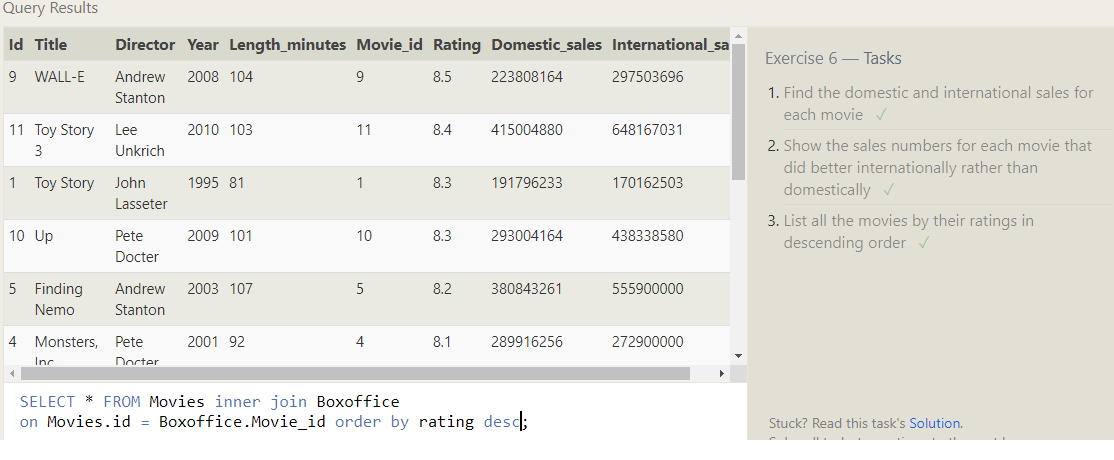 Query Results
Id Title Director Year Length_minutes Movie_id Rating Domestic_sales International_sa
9 WALL-E Andrew Stanton 2008 104 9 8.5 223808164 297503696
11 Toy Story 3 Lee Unkrich 2010 103 11 8.4 415004880 648167031
1 Toy Story John Lasseter 1995 81 1 8.3 191796233 170162503
10 Up Pete Docter 2009 101 10 8.3 293004164 438338580
5 Finding Nemo Andrew Stanton 2003 107 5 8.2 380843261 555900000
4 Monsters, Inc. Pete Docter 2001 92 4 8.1 289916256 272900000
SELECT * FROM Movies inner join Boxoffice
on Movies.id = Boxoffice.Movie_id order by rating desc;
Exercise 6 — Tasks
1. Find the domestic and international sales for
each movie ✓
2. Show the sales numbers for each movie that
did better internationally rather than
domestically ✓
3. List all the movies by their ratings in
descending order ✓
Stuck? Read this task's Solution.